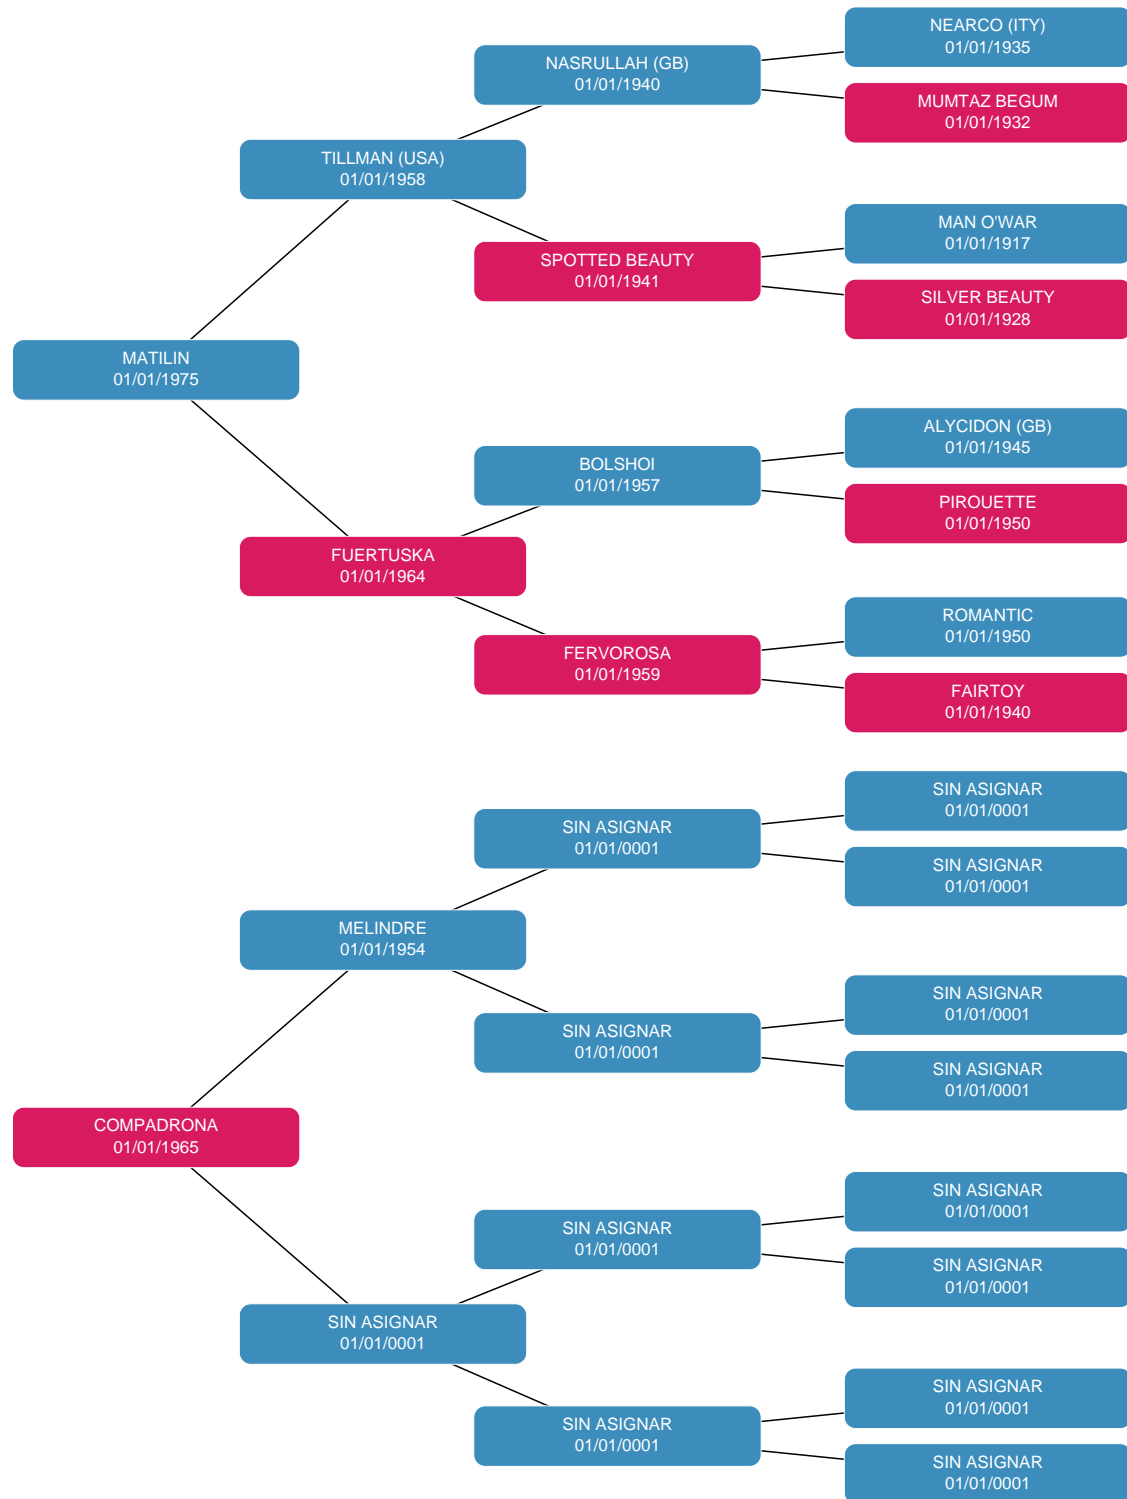 NEARCO (ITY)
01/01/1935
NASRULLAH (GB)
01/01/1940
MUMTAZ BEGUM
01/01/1932
TILLMAN (USA)
01/01/1958
MAN O'WAR
01/01/1917
SPOTTED BEAUTY
01/01/1941
SILVER BEAUTY
01/01/1928
MATILIN
01/01/1975
ALYCIDON (GB)
01/01/1945
BOLSHOI
01/01/1957
PIROUETTE
01/01/1950
FUERTUSKA
01/01/1964
ROMANTIC
01/01/1950
FERVOROSA
01/01/1959
FAIRTOY
01/01/1940
SIN ASIGNAR
01/01/0001
SIN ASIGNAR
01/01/0001
SIN ASIGNAR
01/01/0001
MELINDRE
01/01/1954
SIN ASIGNAR
01/01/0001
SIN ASIGNAR
01/01/0001
SIN ASIGNAR
01/01/0001
COMPADRONA
01/01/1965
SIN ASIGNAR
01/01/0001
SIN ASIGNAR
01/01/0001
SIN ASIGNAR
01/01/0001
SIN ASIGNAR
01/01/0001
SIN ASIGNAR
01/01/0001
SIN ASIGNAR
01/01/0001
SIN ASIGNAR
01/01/0001